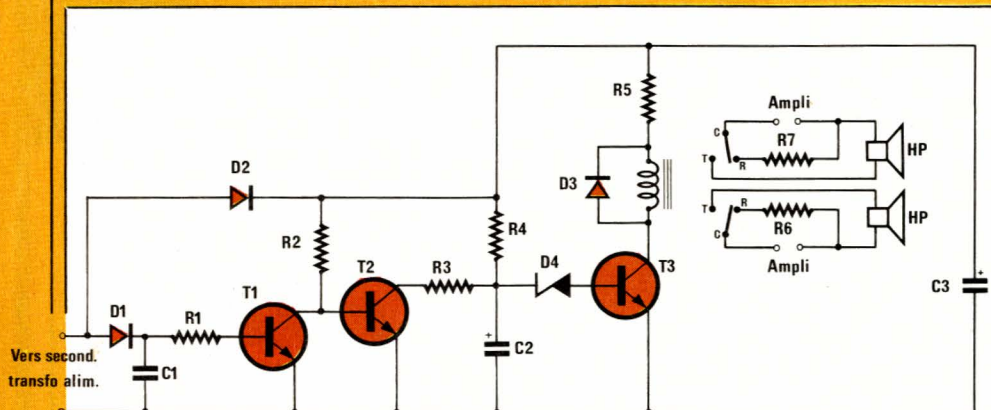 R5
Ampli
C
R7
T
R
HP
D2
D3
T
R
HP
R2
R4
R6
C
T2
R3
D4
Ampli
T1
T3
D1
R1
C3
+
+
C2
Vers second.
transfo alim.
C1